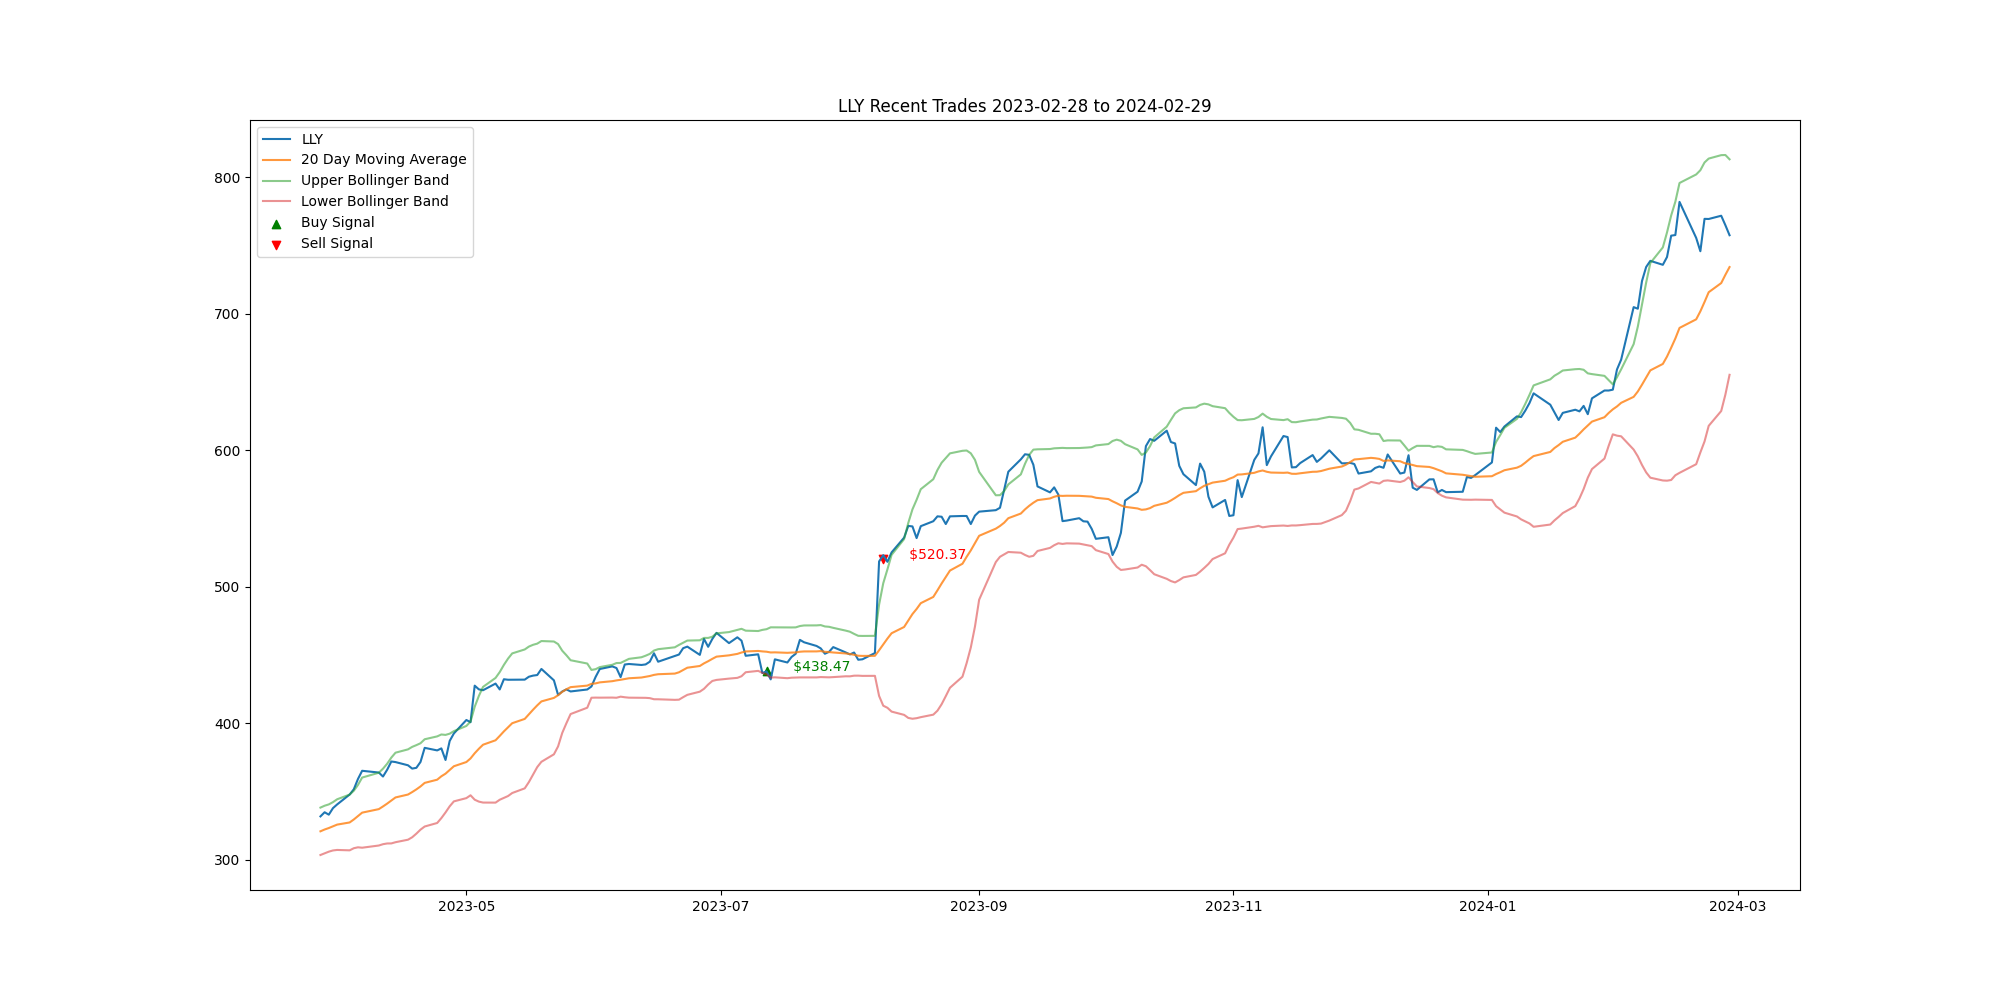 LLY Recent Trades 2023-02-28 to 2024-02-29
LLY
20 Day Moving Average
Upper Bollinger Band
Lower Bollinger Band
Buy Signal
Sell Signal
800
700
600
500
400
300
$520.37
$438.47
2023-05
2023-07
2023-09
2023-11
2024-01
2024-03